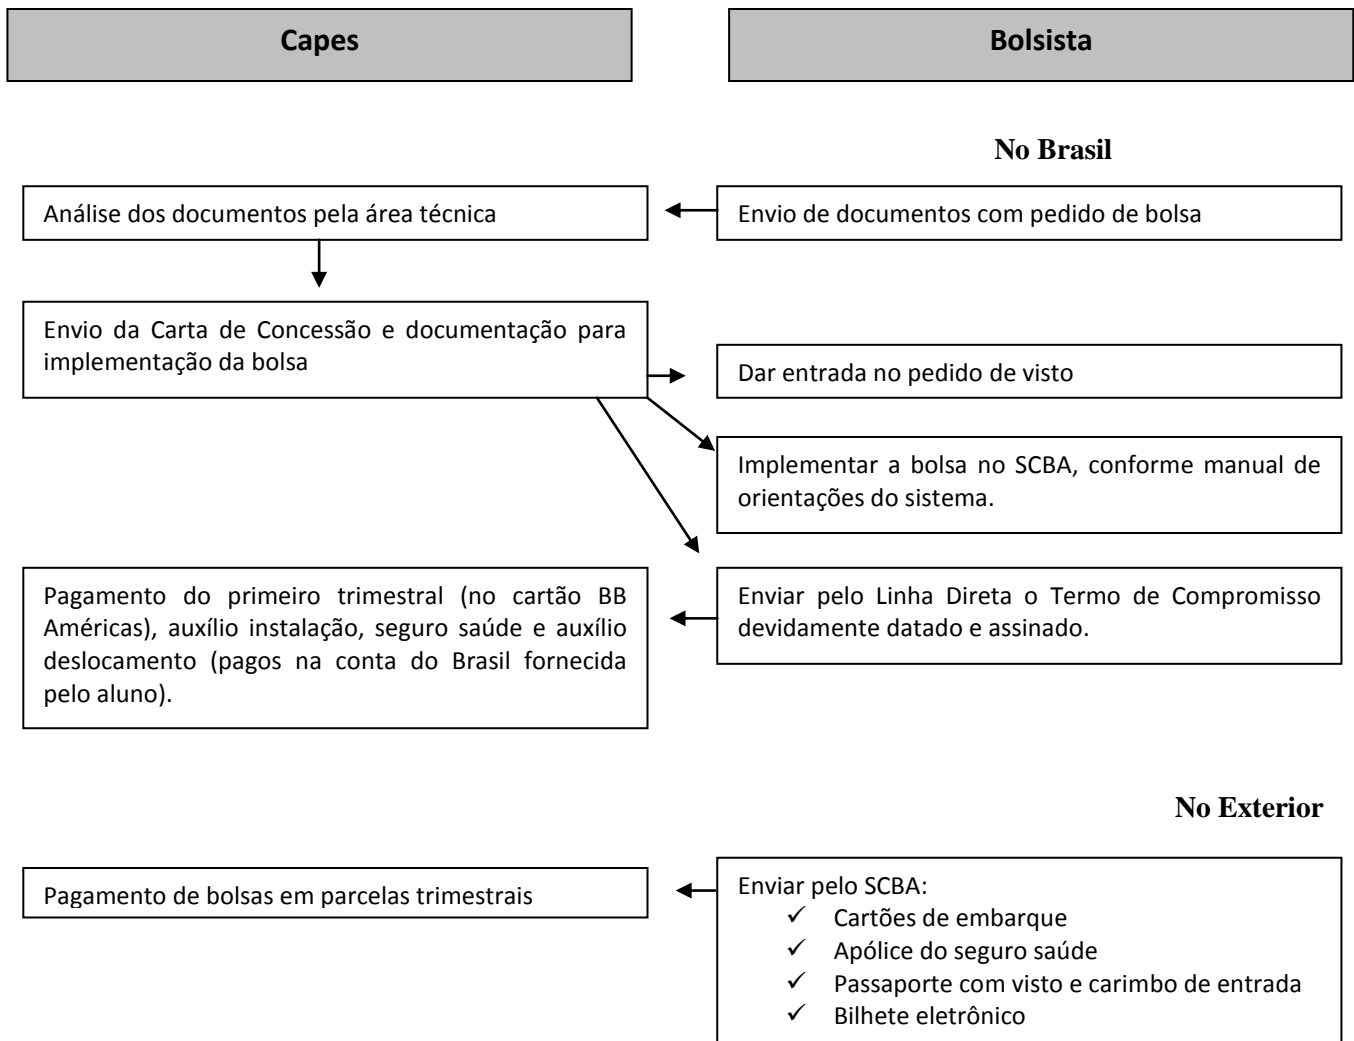 Capes
Bolsista
No Brasil
Análise dos documentos pela área técnica
Envio de documentos com pedido de bolsa
Envio da Carta de Concessão e documentação para
implementação da bolsa
Dar entrada no pedido de visto
Implementar a bolsa no SCBA, conforme manual de
orientações do sistema.
Pagamento do primeiro trimestral (no cartão BB
Américas), auxílio instalação, seguro saúde e auxílio
deslocamento (pagos na conta do Brasil fornecida
pelo aluno).
Enviar pelo Linha Direta o Termo de Compromisso
devidamente datado e assinado.
No Exterior
Pagamento de bolsas em parcelas trimestrais
Enviar pelo SCBA:
✓ Cartões de embarque
✓ Apólice do seguro saúde
✓ Passaporte com visto e carimbo de entrada
✓ Bilhete eletrônico